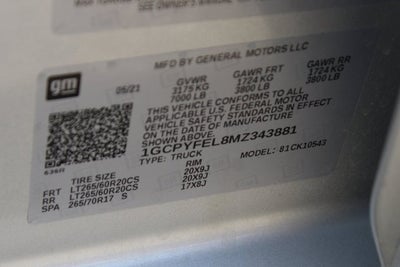 SEE OWNER'S MANUAL
MFD BY GENERAL MOTORS LLC
gm
05/21 GVWR GAWR FRT GAWR RR
3175 KG 1724 KG 1724 KG
7000 LB 3800 LB 3800 LB
THIS VEHICLE CONFORMS TO ALL
APPLICABLE U.S. FEDERAL MOTOR
VEHICLE SAFETY STANDARDS IN EFFECT
ON THE DATE OF MANUFACTURE
SHOWN ABOVE.
1GCPYFEL8MZ343881
TYPE: TRUCK MODEL: 81CK10543
TIRE SIZE RIM
FRT LT265/60R20CS 20X9J
RR LT265/60R20CS 20X9J
SPA 265/70R17 S 17X8J